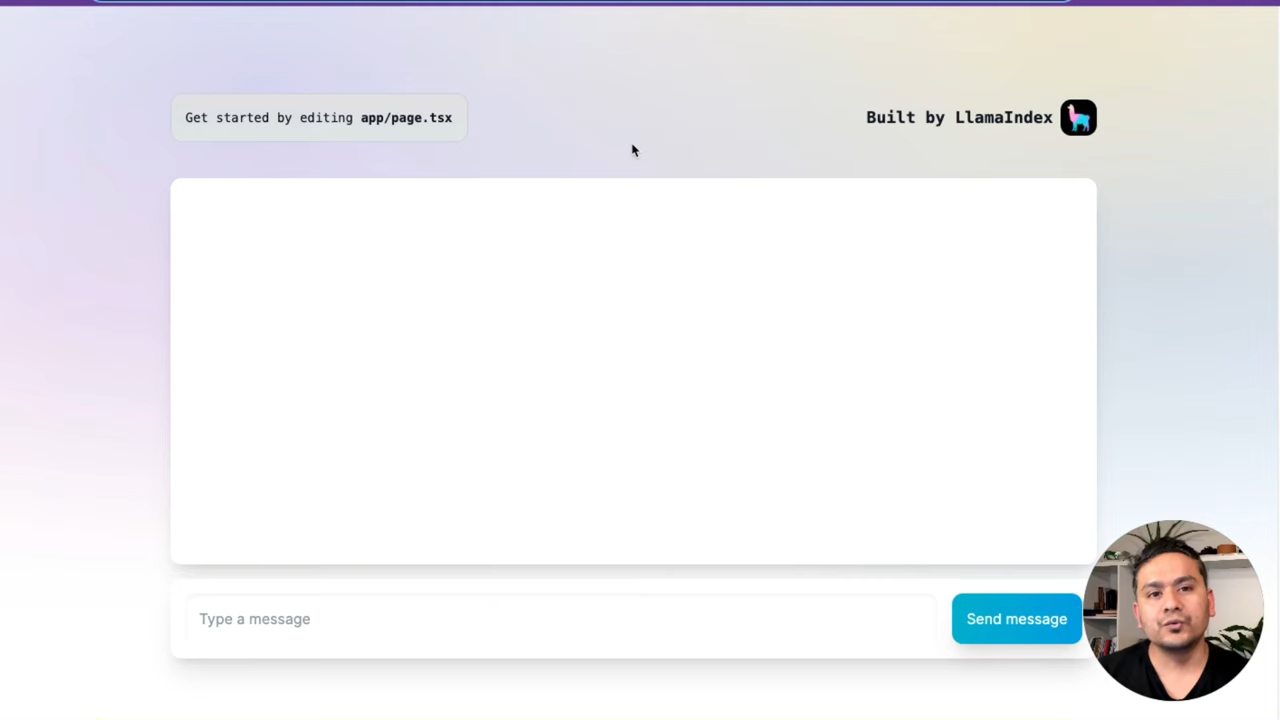 Get started by editing app/page.tsx
Built by LlamaIndex
Type a message
Send message